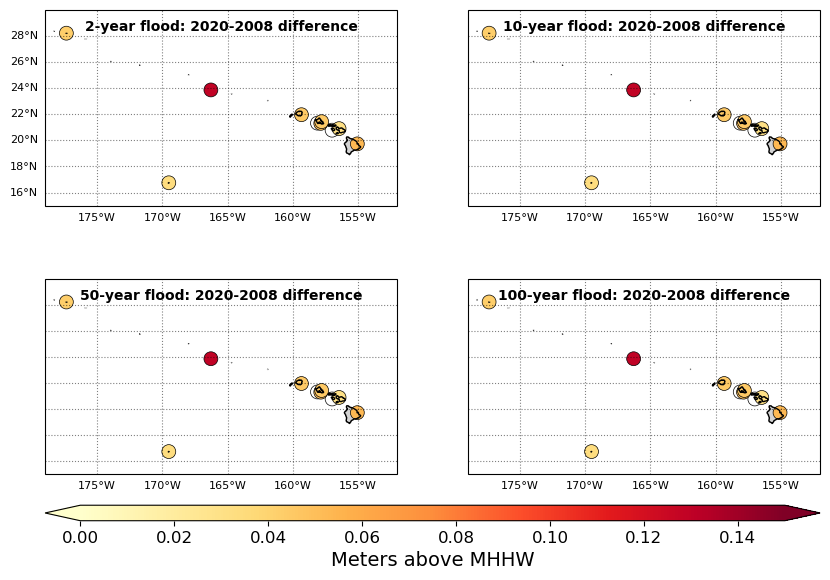 2-year flood: 2020-2008 difference
10-year flood: 2020-2008 difference
28°N
26°N
24°N
22°N
20°N
18°N
16°N
175°W 170°W 165°W 160°W 155°W
175°W 170°W 165°W 160°W 155°W
50-year flood: 2020-2008 difference
100-year flood: 2020-2008 difference
175°W 170°W 165°W 160°W 155°W
175°W 170°W 165°W 160°W 155°W
0.00 0.02 0.04 0.06 0.08 0.10 0.12 0.14
Meters above MHHW